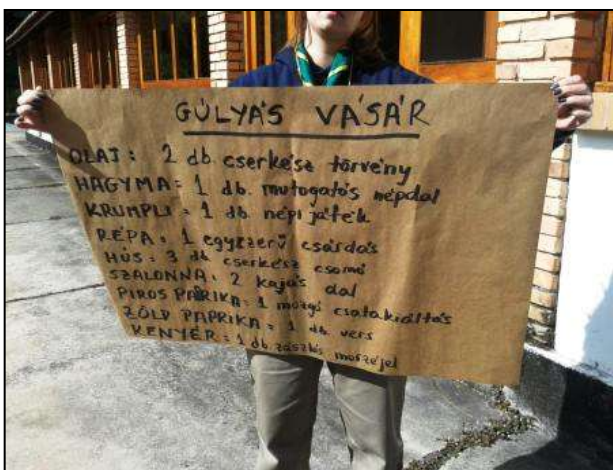 GÚLYÁS VÁSÁR
OLAJ: 2 db. cserkész törvény
HAGYMA: 1 db. mutogatós népdal
KRUMPLI: 1 db. népi játék
RÉPA: 1 egyszerű csárdás
HÚS: 3 db cserkész csomó
SZALONNA: 2 kajás dal
PIROS PAPRIKA: 1 mozgó csatakiáltás
ZÖLD PAPRIKA: 1 db. vers
KENYÉR: 1 db. zászlós morzejel